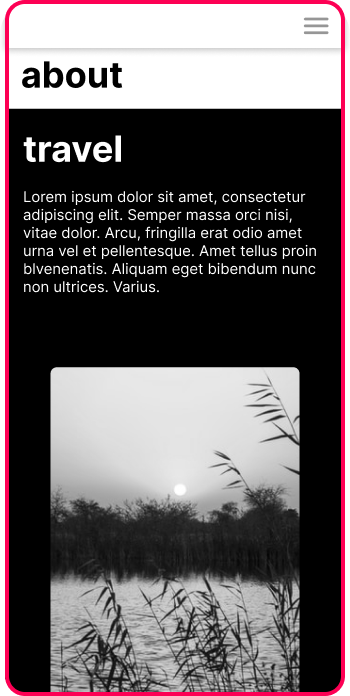 about
travel
Lorem ipsum dolor sit amet, consectetur
adipiscing elit. Semper massa orci nisi,
vitae dolor. Arcu, fringilla erat odio amet
urna vel et pellentesque. Amet tellus proin
blvenenatis. Aliquam eget bibendum nunc
non ultrices. Varius.